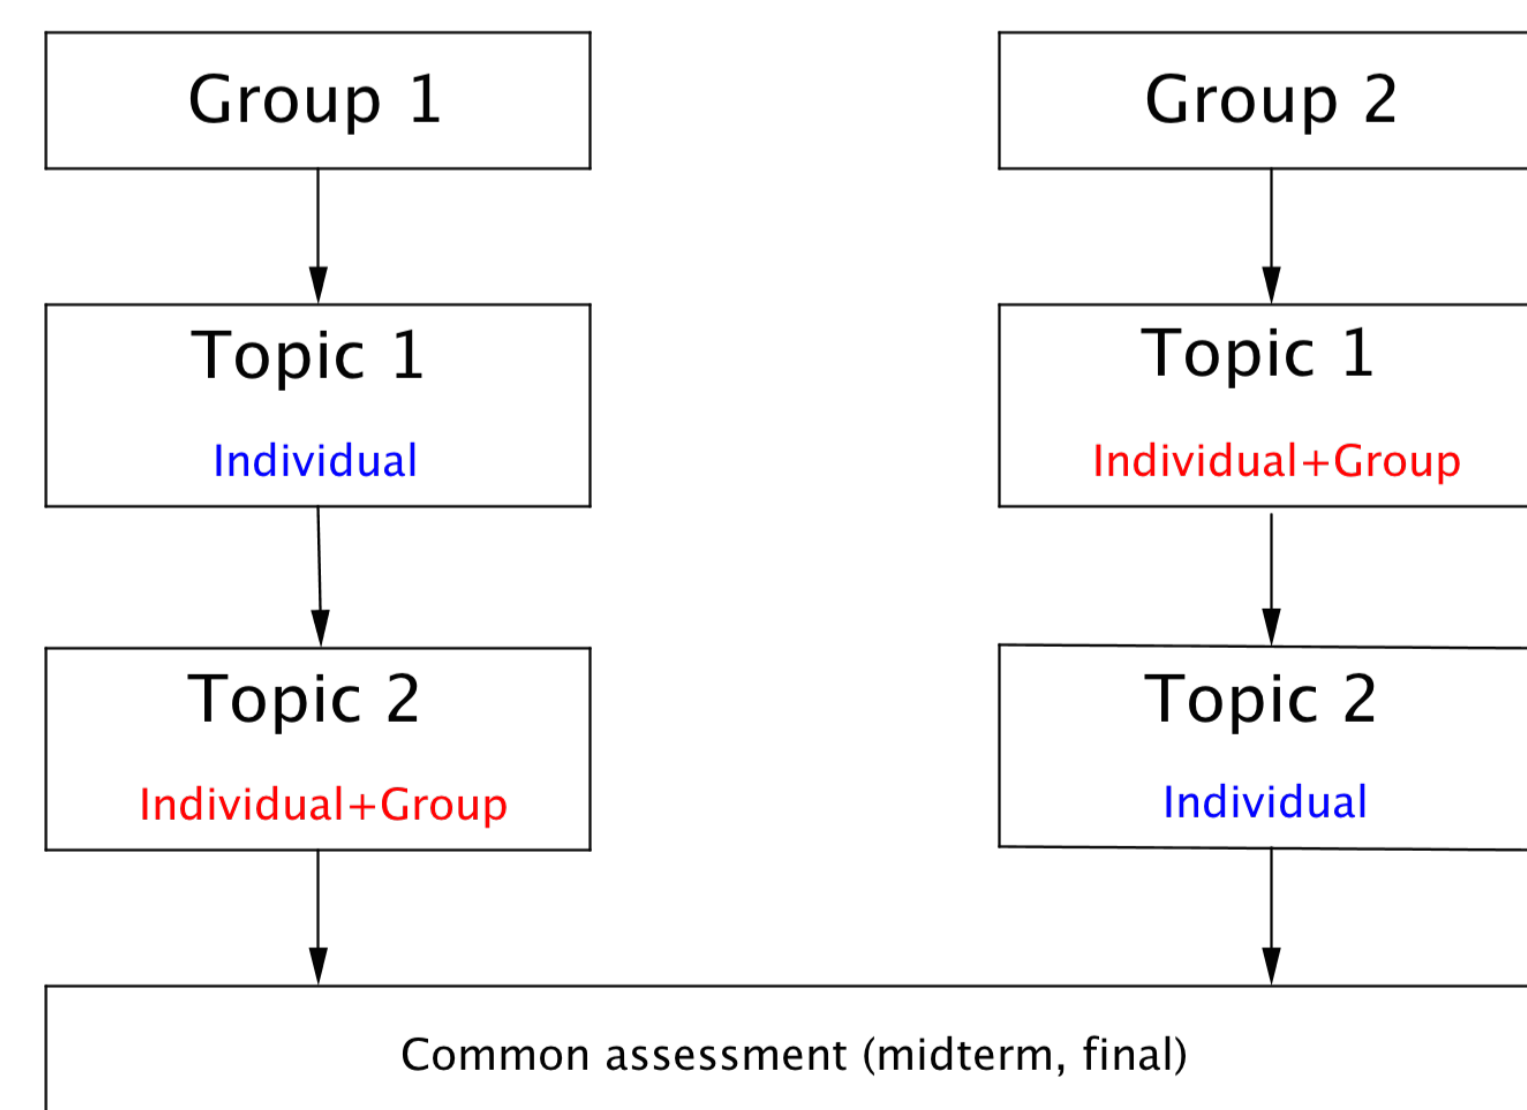 Group 1
Group 2
Topic 1
Individual
Topic 1
Individual+Group
Topic 2
Individual+Group
Topic 2
Individual
Common assessment (midterm, final)